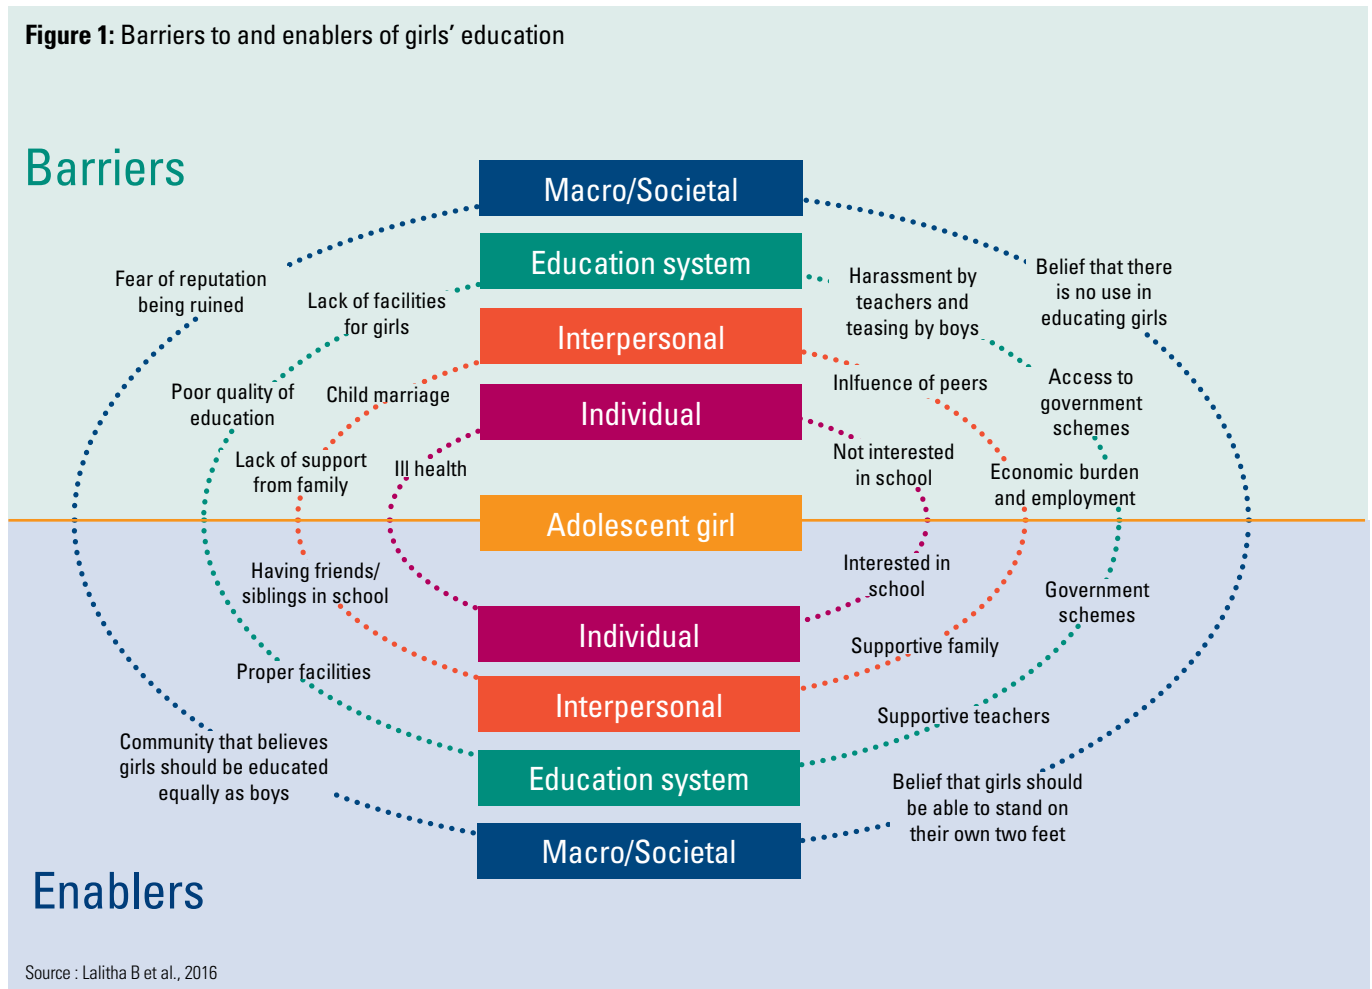 Figure 1: Barriers to and enablers of girls’ education
Barriers
Macro/Societal
Education system
Interpersonal
Individual
Adolescent girl
Fear of reputation
being ruined
Lack of facilities
for girls
Poor quality of
education
Child marriage
Lack of support
from family
Ill health
Harassment by
teachers and
teasing by boys
Belief that there
is no use in
educating girls
Inlfuence of peers
Access to
government
schemes
Not interested
in school
Economic burden
and employment
Having friends/
siblings in school
Interested in
school
Government
schemes
Individual
Supportive family
Proper facilities
Interpersonal
Supportive teachers
Community that believes
girls should be educated
equally as boys
Education system
Belief that girls should
be able to stand on
their own two feet
Macro/Societal
Enablers
Source : Lalitha B et al., 2016